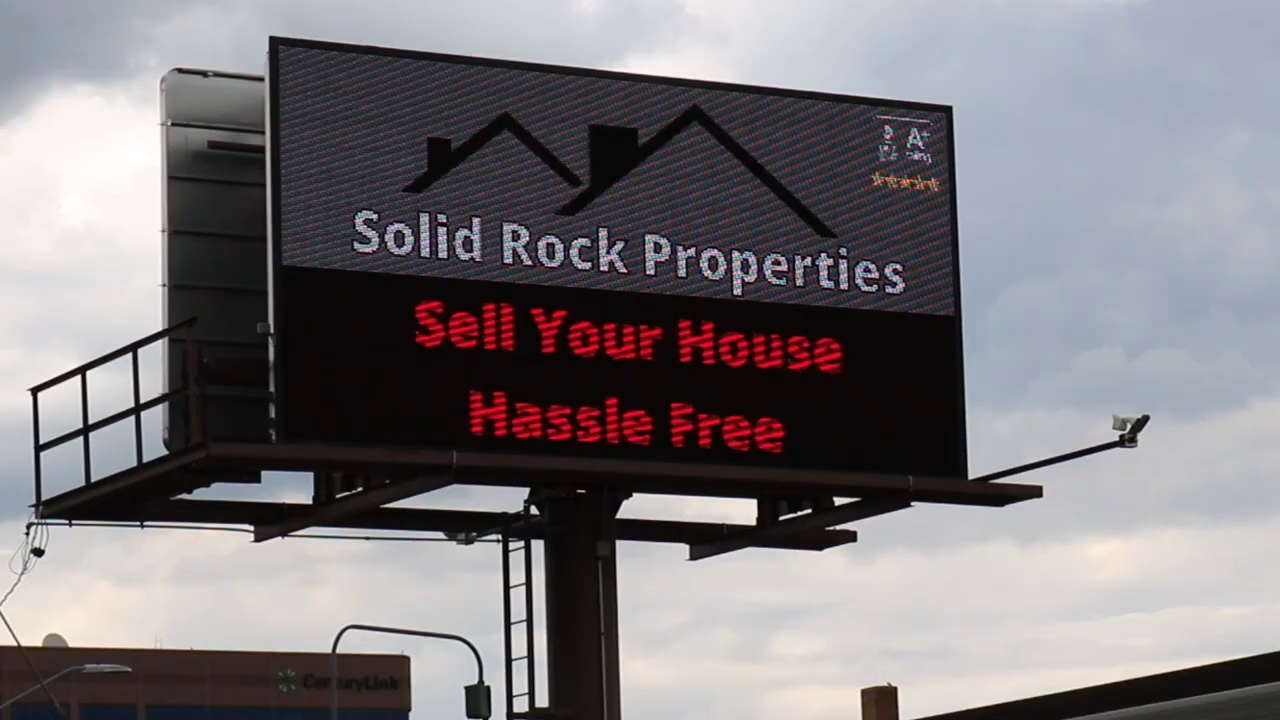 A+
Solid Rock Properties
Sell Your House
Hassle Free
CenturyLink